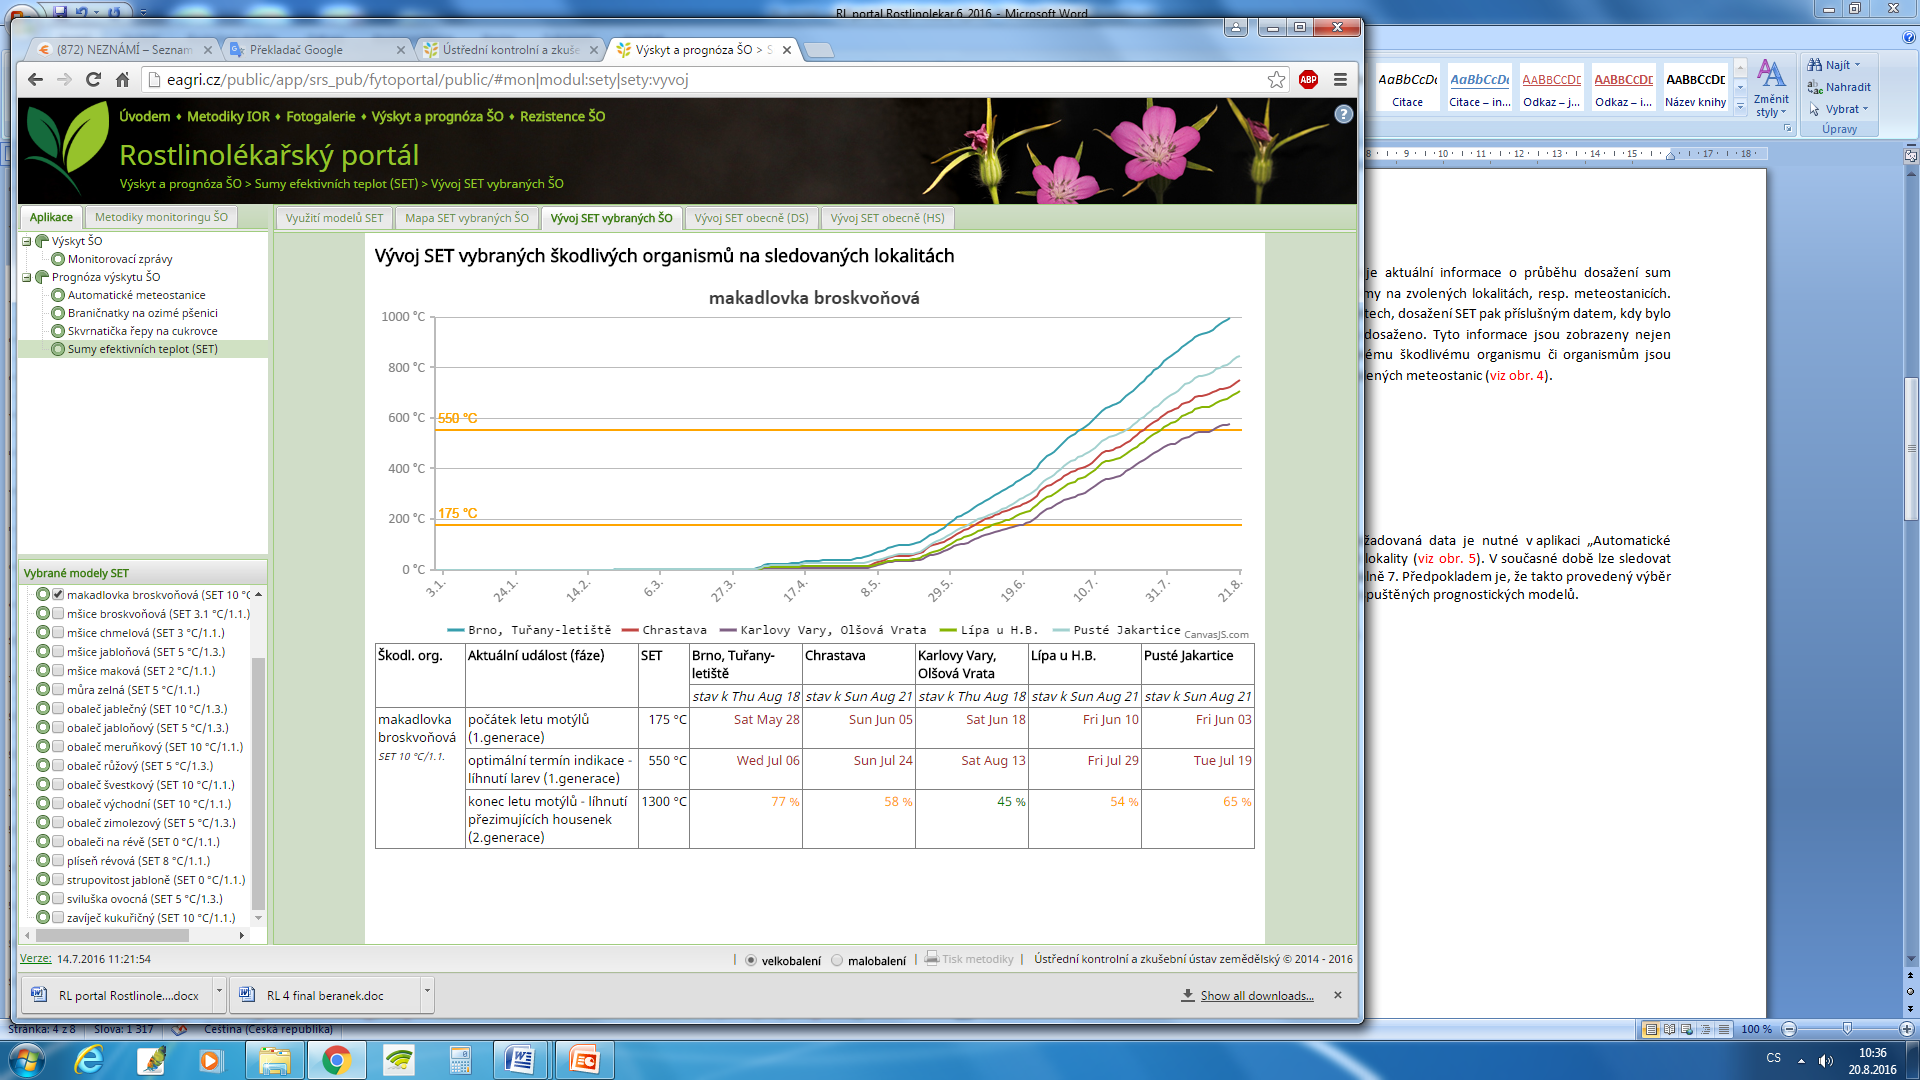 RL portal Rostlinolekar 6_2016 - Microsoft Word
(872) NEZNÁMÍ – Seznam
Překladač Google
Ústřední kontrolní a zkuše
Výskyt a prognóza ŠO > S
eagri.cz/public/app/srs_pub/fytoportal/public/#mon|modul:sety|sety:vyvoj
ABP
Úvodem ♦ Metodiky IOR ♦ Fotogalerie ♦ Výskyt a prognóza ŠO ♦ Rezistence ŠO
Rostlinolékařský portál
Výskyt a prognóza ŠO > Sumy efektivních teplot (SET) > Vývoj SET vybraných ŠO
Aplikace
Metodiky monitoringu ŠO
Výskyt ŠO
Monitorovací zprávy
Prognóza výskytu ŠO
Automatické meteostanice
Braničnatky na ozimé pšenici
Skvrnatička řepy na cukrovce
Sumy efektivních teplot (SET)
Vybrané modely SET
makadlovka broskvoňová (SET 10 °C
mšice broskvoňová (SET 3.1 °C/1.1.)
mšice chmelová (SET 3 °C/1.1.)
mšice jabloňová (SET 5 °C/1.3.)
mšice maková (SET 2 °C/1.1.)
můra zelná (SET 5 °C/1.1.)
obaleč jablečný (SET 10 °C/1.3.)
obaleč jabloňový (SET 5 °C/1.3.)
obaleč meruňkový (SET 10 °C/1.1.)
obaleč růžový (SET 5 °C/1.3.)
obaleč švestkový (SET 10 °C/1.1.)
obaleč východní (SET 10 °C/1.1.)
obaleč zimolezový (SET 5 °C/1.3.)
obaleči na révě (SET 0 °C/1.1.)
plíseň révová (SET 8 °C/1.1.)
strupovitost jabloně (SET 0 °C/1.1.)
sviluška ovocná (SET 5 °C/1.3.)
zavíječ kukuřičný (SET 10 °C/1.1.)
Využití modelů SET
Mapa SET vybraných ŠO
Vývoj SET vybraných ŠO
Vývoj SET obecně (DS)
Vývoj SET obecně (HS)
Vývoj SET vybraných škodlivých organismů na sledovaných lokalitách
makadlovka broskvoňová
1000 °C
800 °C
600 °C
550 °C
400 °C
200 °C
175 °C
0 °C
3.1. 24.1. 14.2. 6.3. 27.3. 17.4. 8.5. 29.5. 19.6. 10.7. 31.7. 21.8.
Brno, Tuřany-letiště Chrastava Karlovy Vary, Olšová Vrata Lípa u H.B. Pusté Jakartice
CanvasJS.com
Škodl. org. Aktuální událost (fáze) SET Brno, Tuřany-letiště Chrastava Karlovy Vary, Olšová Vrata Lípa u H.B. Pusté Jakartice
stav k Thu Aug 18 stav k Sun Aug 21 stav k Thu Aug 18 stav k Sun Aug 21 stav k Sun Aug 21
makadlovka broskvoňová
SET 10 °C/1.1.
počátek letu motýlů (1.generace) 175 °C Sat May 28 Sun Jun 05 Sat Jun 18 Fri Jun 10 Fri Jun 03
optimální termín indikace - líhnutí larev (1.generace) 550 °C Wed Jul 06 Sun Jul 24 Sat Aug 13 Fri Jul 29 Tue Jul 19
konec letu motýlů - líhnutí přezimujících housenek (2.generace) 1300 °C 77 % 58 % 45 % 54 % 65 %
Verze: 14.7.2016 11:21:54
velkobalení malobalení Tisk metodiky Ústřední kontrolní a zkušební ústav zemědělský © 2014 - 2016
RL portal Rostlinole....docx
RL 4 final beranek.doc
Show all downloads...
AaBbCcDc
Citace
AaBbCcDc
Citace – in...
AABBCCDE
Odkaz – j...
AABBCCDE
Odkaz – i...
AABBCCDE
Název knihy
Změnit styly
Najít
Nahradit
Vybrat
Úpravy
8 9 10 11 12 13 14 15 17 18
je aktuální informace o průběhu dosažení sum
my na zvolených lokalitách, resp. meteostanicích.
tech, dosažení SET pak příslušným datem, kdy bylo
dosaženo. Tyto informace jsou zobrazeny nejen
ému škodlivému organismu či organismům jsou
ených meteostanic (viz obr. 4).
žadovaná data je nutné v aplikaci „Automatické
lokality (viz obr. 5). V současné době lze sledovat
lně 7. Předpokladem je, že takto provedený výběr
puštěných prognostických modelů.
Stránka: 4 z 8 Slova: 1 317 Čeština (Česká republika)
100 %
CS
10:36
20.8.2016